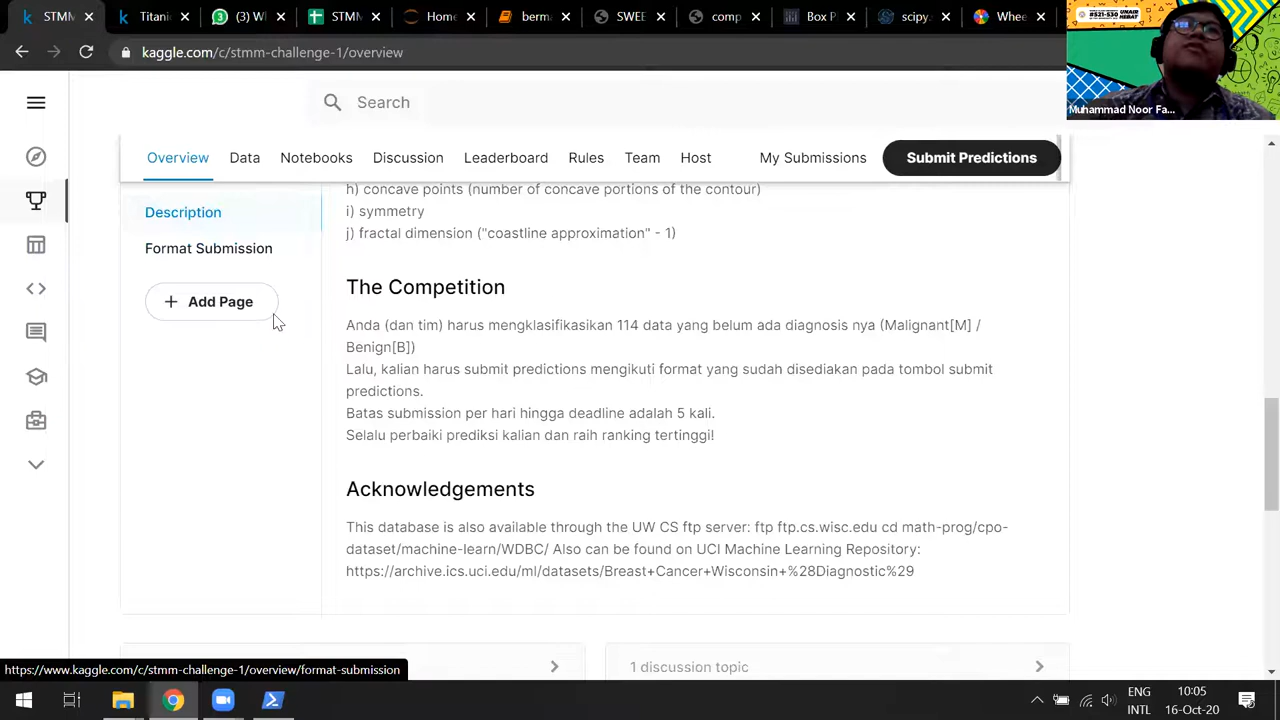 STMM
Titanic
(3)
STMM
Data
berma
SWEE
comp
Bost
scipy.
Whee
kaggle.com/c/stmm-challenge-1/overview
#521-530
UNAIR HEBAT
Muhammad Noor Fa...
Search
Overview
Data
Notebooks
Discussion
Leaderboard
Rules
Team
Host
My Submissions
Submit Predictions
Description
Format Submission
+ Add Page
h) concave points (number of concave portions of the contour)
i) symmetry
j) fractal dimension ("coastline approximation" - 1)
The Competition
Anda (dan tim) harus mengklasifikasikan 114 data yang belum ada diagnosis nya (Malignant[M] /
Benign[B])
Lalu, kalian harus submit predictions mengikuti format yang sudah disediakan pada tombol submit
predictions.
Batas submission per hari hingga deadline adalah 5 kali.
Selalu perbaiki prediksi kalian dan raih ranking tertinggi!
Acknowledgements
This database is also available through the UW CS ftp server: ftp ftp.cs.wisc.edu cd math-prog/cpo-
dataset/machine-learn/WDBC/ Also can be found on UCI Machine Learning Repository:
https://archive.ics.uci.edu/ml/datasets/Breast+Cancer+Wisconsin+%28Diagnostic%29
1 discussion topic
https://www.kaggle.com/c/stmm-challenge-1/overview/format-submission
ENG
INTL
10:05
16-Oct-20